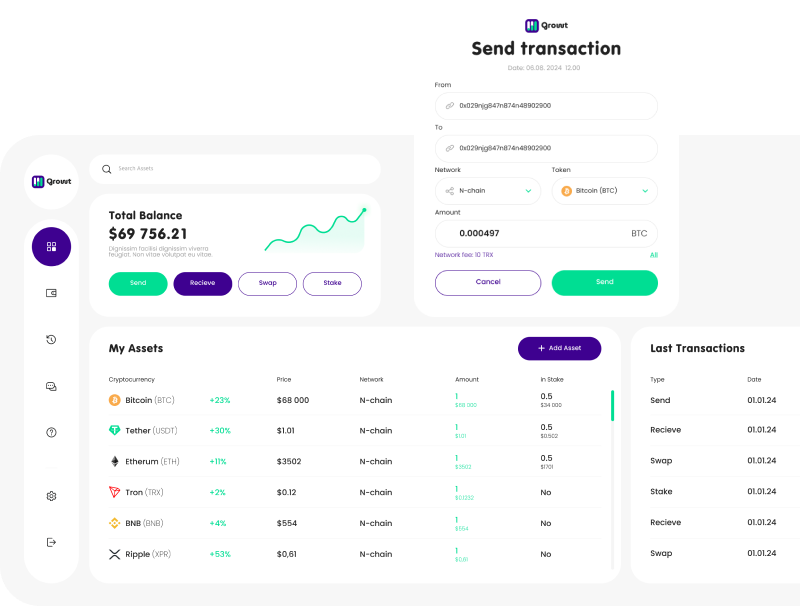 Growt
Send transaction
Date: 06.08. 2024 12.00
From
0x029njg847n874n48902900
To
0x029njg847n874n48902900
Network
Taken
N-chain
Bitcoin (BTC)
Amount
0.000497
BTC
Network fee: 10 TRX
All
Cancel
Send
Growt
Search Assets
Total Balance
$69 756.21
Dignissim facilisi dignissim viverra
feugiat. Non vitae volutpat eu vitae.
Send
Recieve
Swap
Stake
My Assets
+ Add Asset
Cryptocurrency
Price
Network
Amount
in Stake
Bitcoin (BTC)
+23%
$68 000
N-chain
1
$68 000
0.5
$34 000
Tether (USDT)
+30%
$1.01
N-chain
1
$1.01
0.5
$0.502
Etherum (ETH)
+11%
$3502
N-chain
1
$3502
0.5
$1701
Tron (TRX)
+2%
$0.12
N-chain
1
$0.1232
No
BNB (BNB)
+4%
$554
N-chain
1
$554
No
Ripple (XPR)
+53%
$0,61
N-chain
1
$0,61
No
Last Transactions
Type
Date
Send
01.01.24
Recieve
01.01.24
Swap
01.01.24
Stake
01.01.24
Recieve
01.01.24
Swap
01.01.24